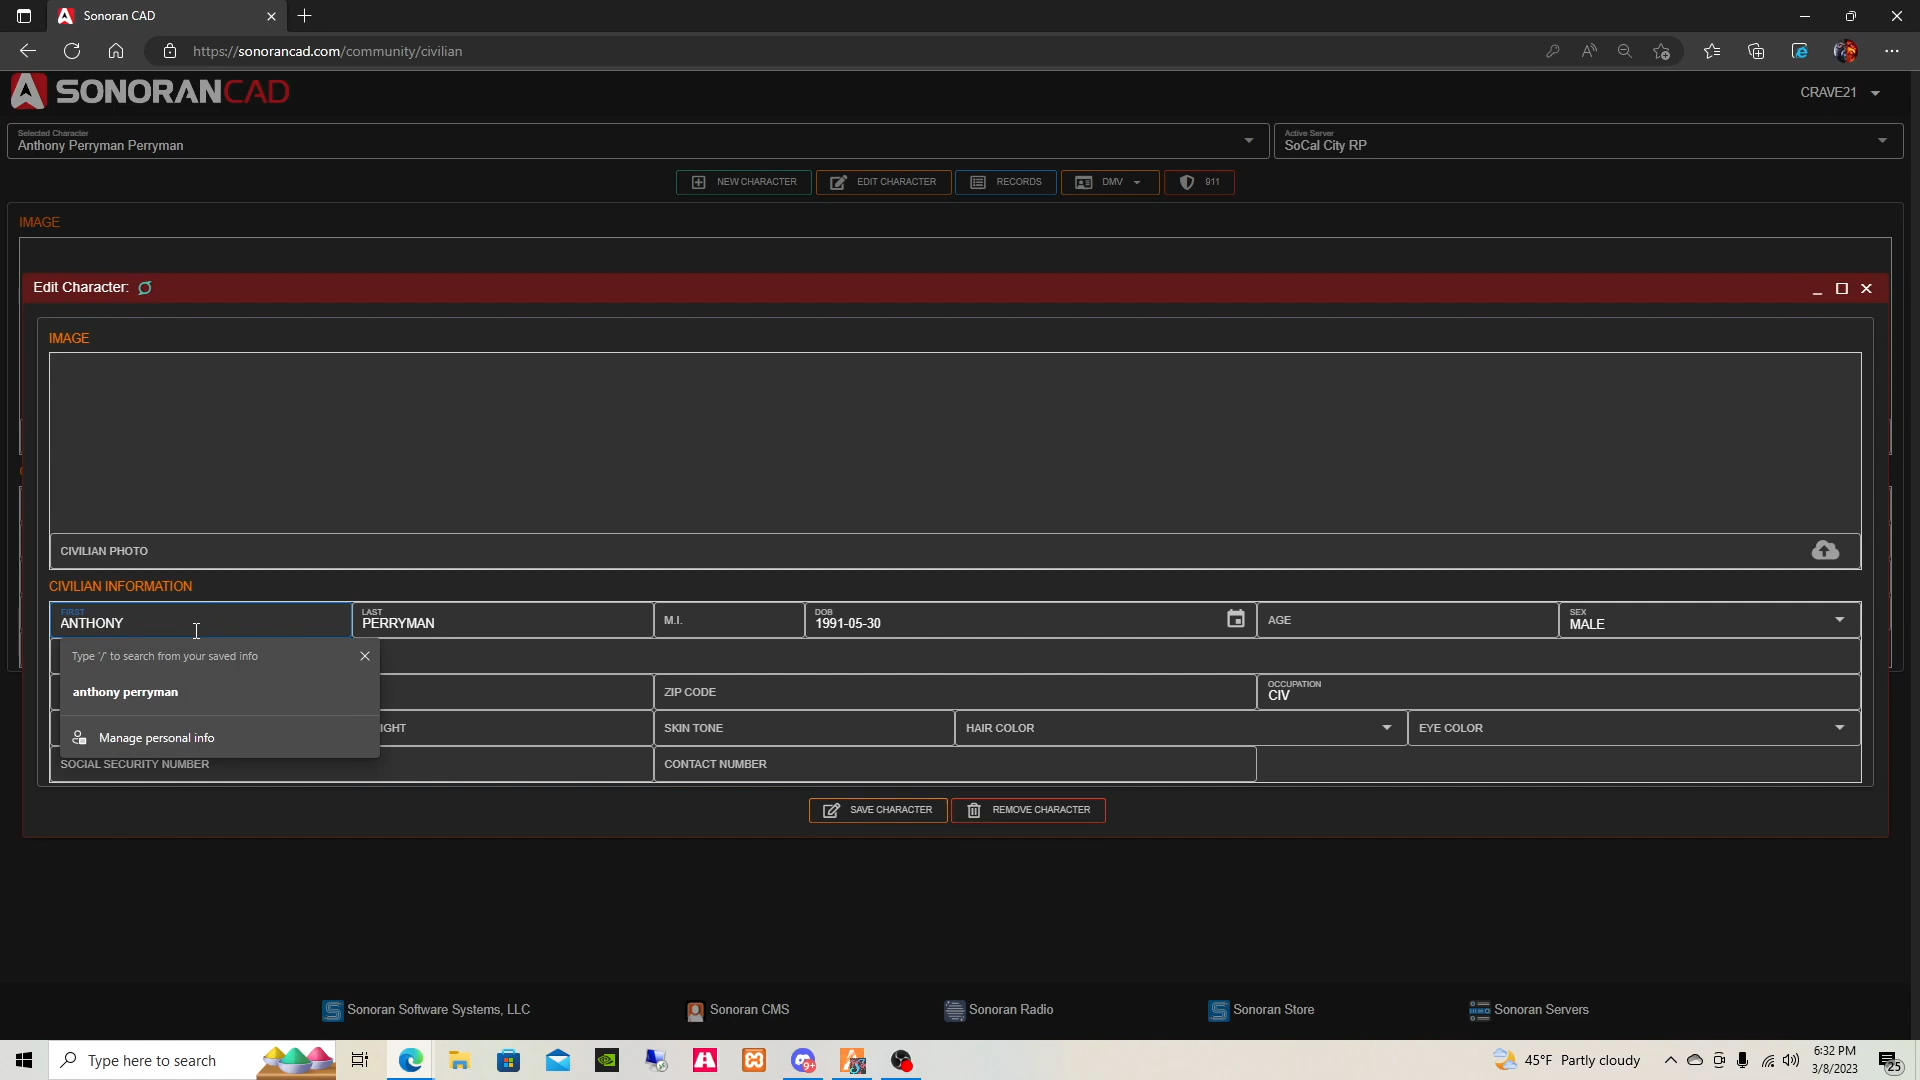 Sonoran CAD
https://sonorancad.com/community/civilian
SONORANCAD
CRAVE21
Selected Character
Anthony Perryman Perryman
Active Server
SoCal City RP
NEW CHARACTER
EDIT CHARACTER
RECORDS
DMV
911
IMAGE
Edit Character:
IMAGE
CIVILIAN PHOTO
CIVILIAN INFORMATION
FIRST
ANTHONY
LAST
PERRYMAN
M.I.
DOB
1991-05-30
AGE
SEX
MALE
Type '/' to search from your saved info
anthony perryman
Manage personal info
ZIP CODE
OCCUPATION
CIV
IGHT
SKIN TONE
HAIR COLOR
EYE COLOR
SOCIAL SECURITY NUMBER
CONTACT NUMBER
SAVE CHARACTER
REMOVE CHARACTER
Sonoran Software Systems, LLC
Sonoran CMS
Sonoran Radio
Sonoran Store
Sonoran Servers
Type here to search
9+
45°F Partly cloudy
6:32 PM
3/8/2023
25